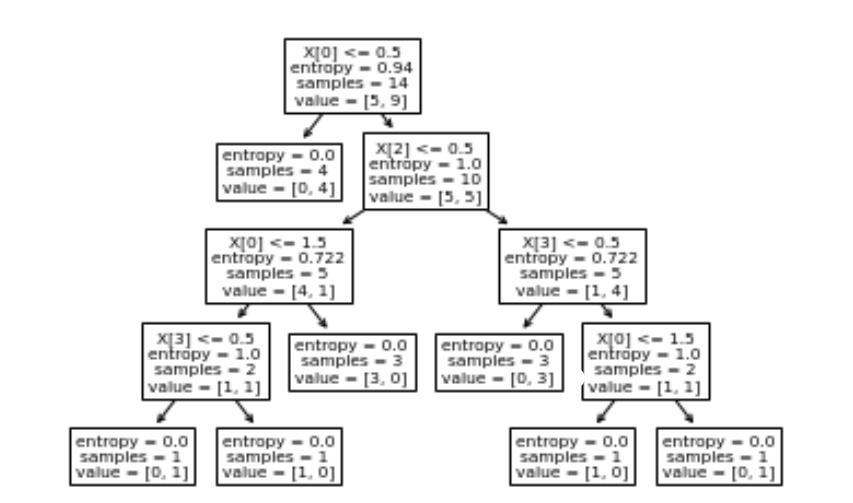 X[0] <= 0.5
entropy = 0.94
samples = 14
value = [5, 9]
entropy = 0.0
samples = 4
value = [0, 4]
X[2] <= 0.5
entropy = 1.0
samples = 10
value = [5, 5]
X[0] <= 1.5
entropy = 0.722
samples = 5
value = [4, 1]
X[3] <= 0.5
entropy = 0.722
samples = 5
value = [1, 4]
X[3] <= 0.5
entropy = 1.0
samples = 2
value = [1, 1]
entropy = 0.0
samples = 3
value = [3, 0]
entropy = 0.0
samples = 3
value = [0, 3]
X[0] <= 1.5
entropy = 1.0
samples = 2
value = [1, 1]
entropy = 0.0
samples = 1
value = [0, 1]
entropy = 0.0
samples = 1
value = [1, 0]
entropy = 0.0
samples = 1
value = [1, 0]
entropy = 0.0
samples = 1
value = [0, 1]